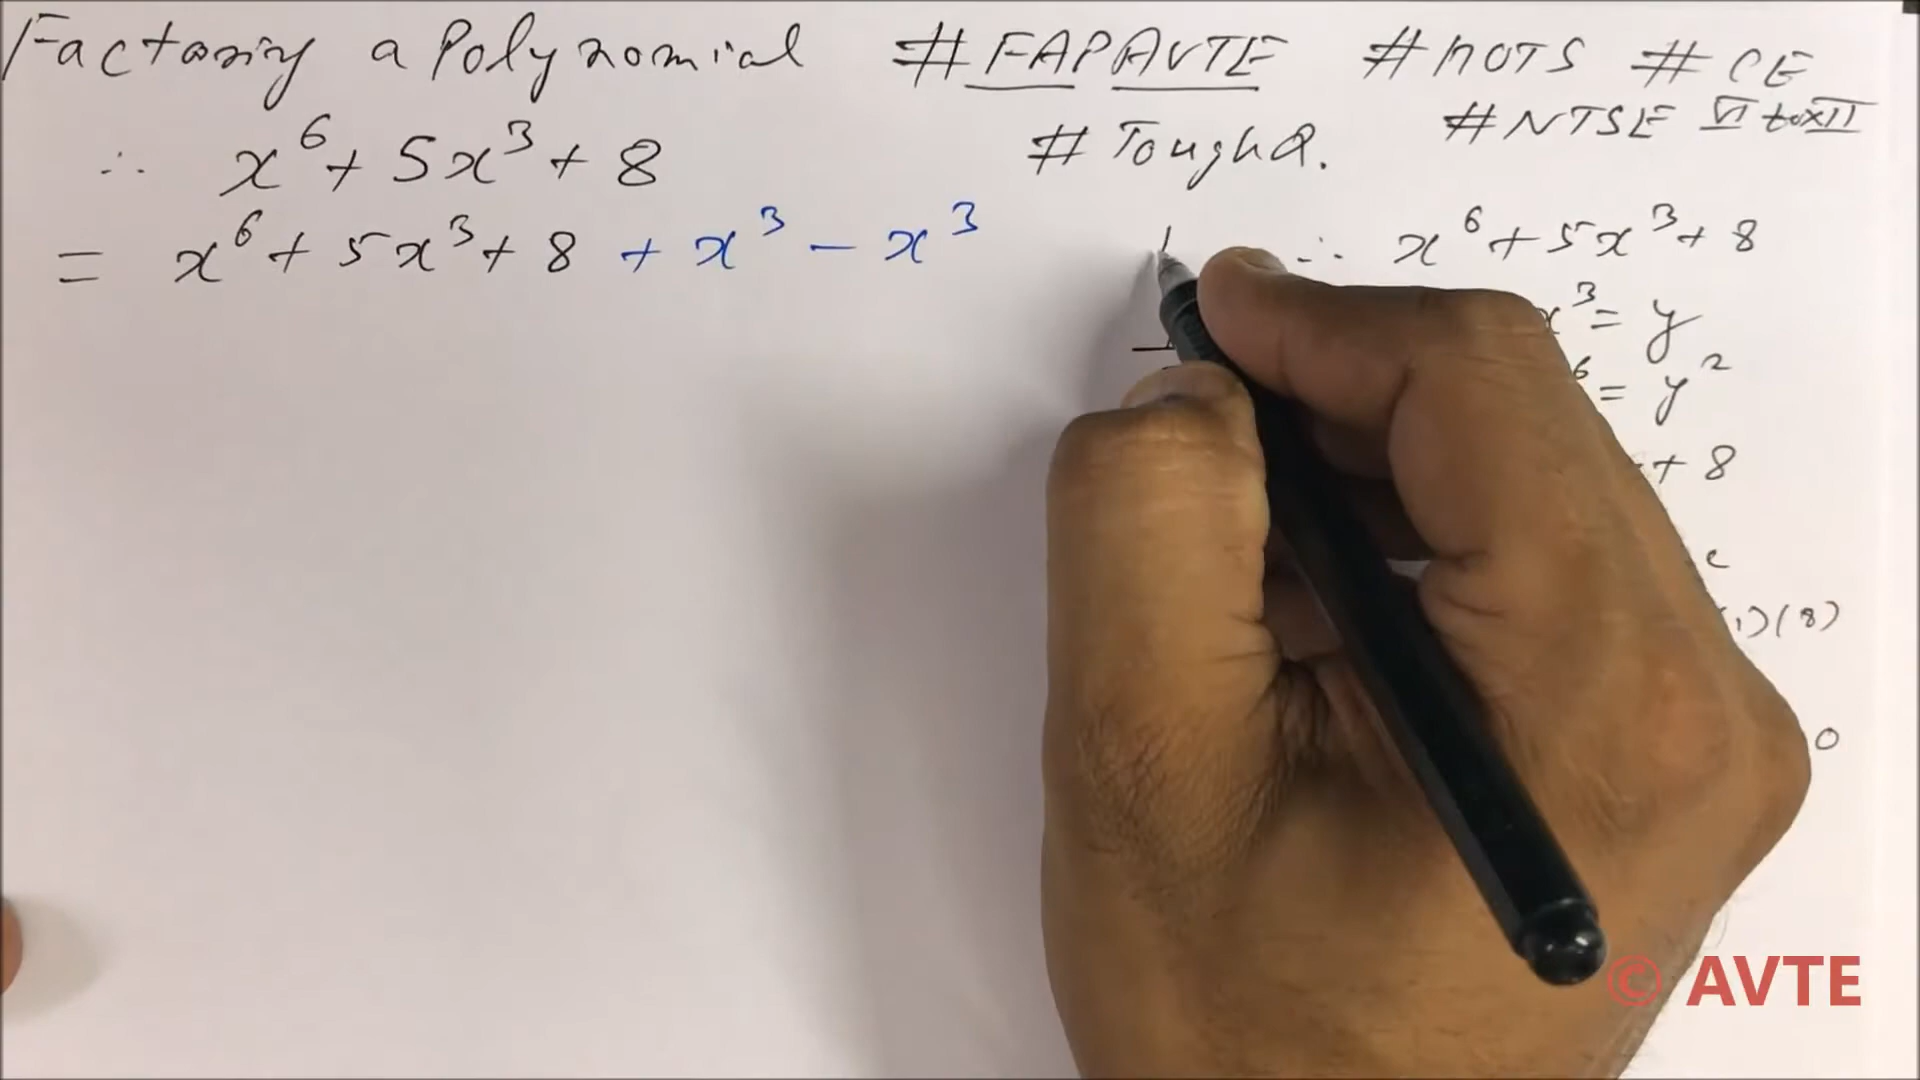 Factoring a Polynomial #FAPAVTE #HOTS #CE
#NTSE VI to XII
#ToughQ.
∴ x⁶ + 5x³ + 8
= x⁶ + 5x³ + 8 + x³ − x³
∴ x⁶ + 5x³ + 8
x³ = y
⁶ = y²
+ 8
c
1)(8)
0
© AVTE